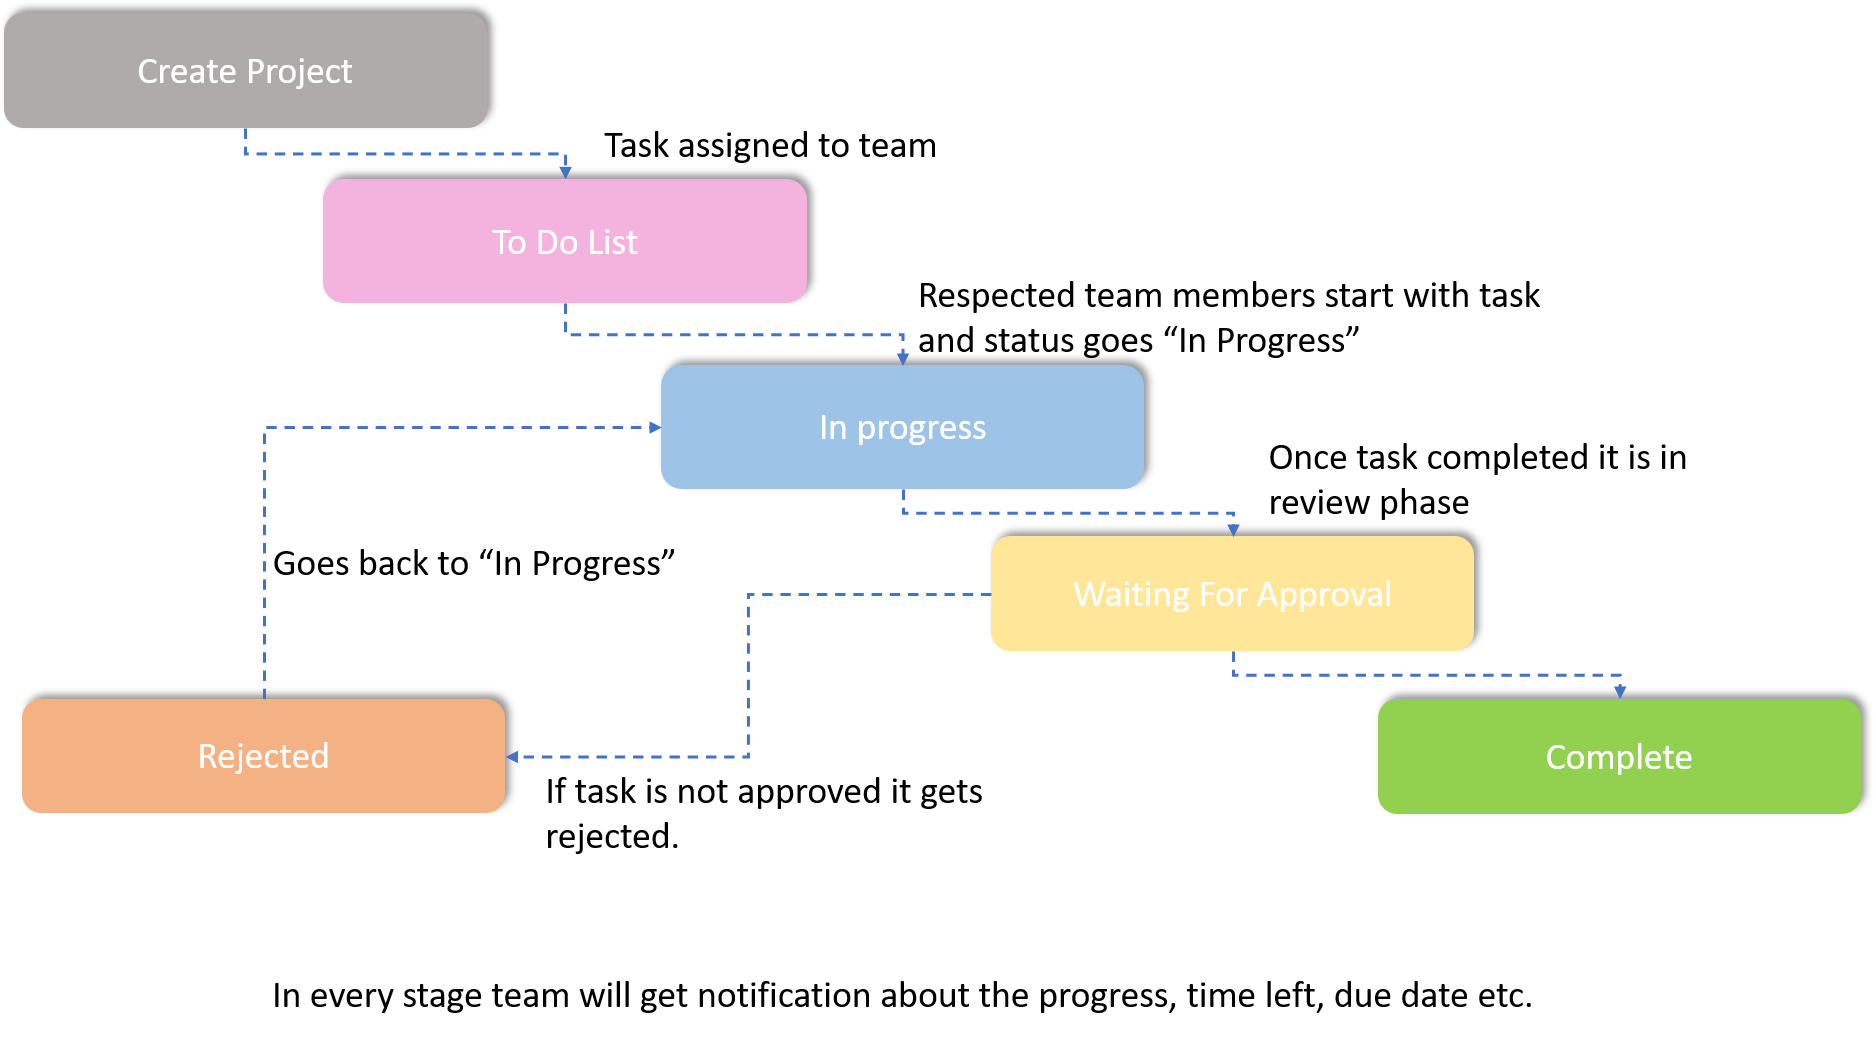 Create Project
Task assigned to team
To Do List
Respected team members start with task
and status goes “In Progress”
In progress
Once task completed it is in
review phase
Goes back to “In Progress”
Waiting For Approval
Rejected
Complete
If task is not approved it gets
rejected.
In every stage team will get notification about the progress, time left, due date etc.